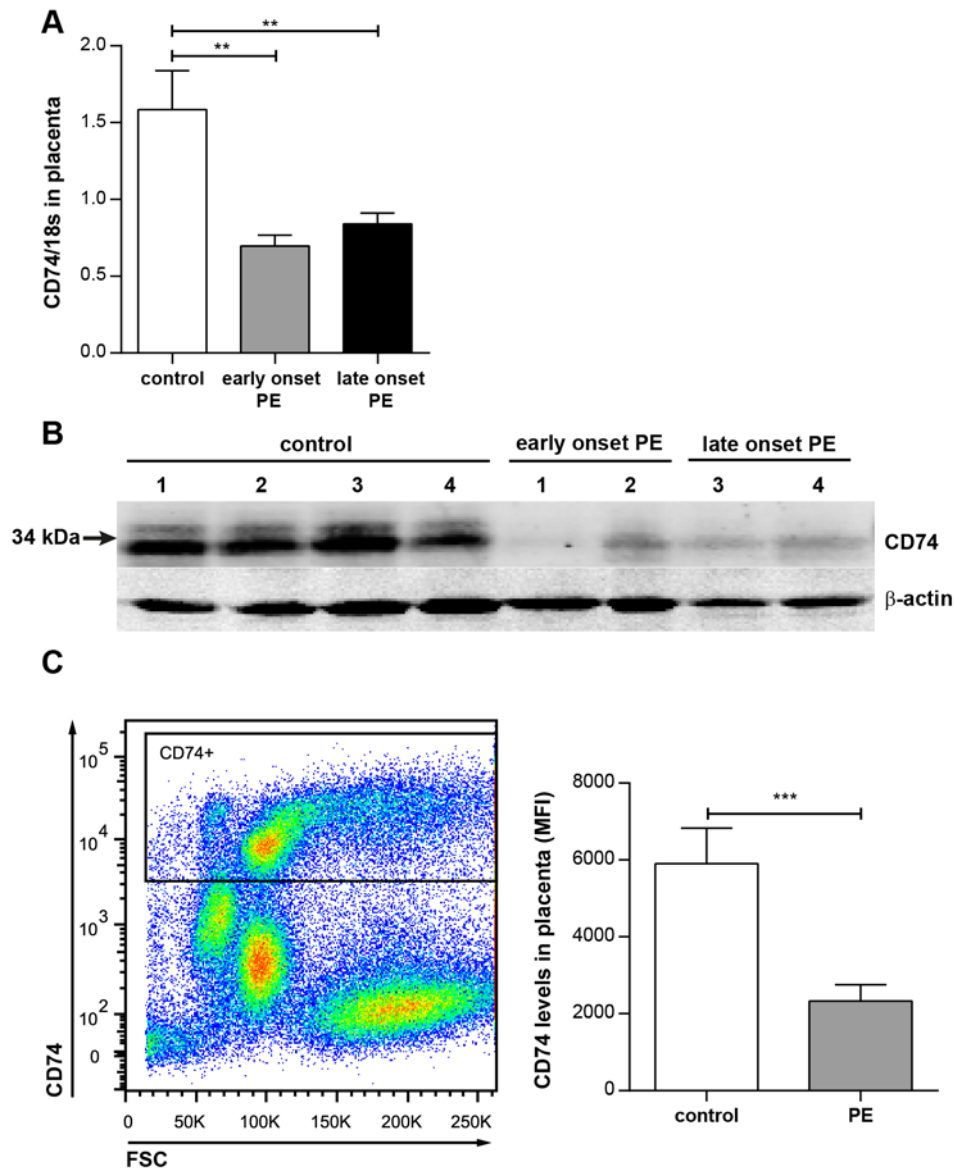 A
**
**
2.0
1.5
1.0
0.5
0.0
CD74/18s in placenta
control
early onset
PE
late onset
PE
B
control
early onset PE
late onset PE
1 2 3 4 1 2 3 4
34 kDa
CD74
β-actin
C
CD74+
10^5
10^4
10^3
10^2
0
CD74
0 50K 100K 150K 200K 250K
FSC
***
8000
6000
4000
2000
0
CD74 levels in placenta (MFI)
control
PE